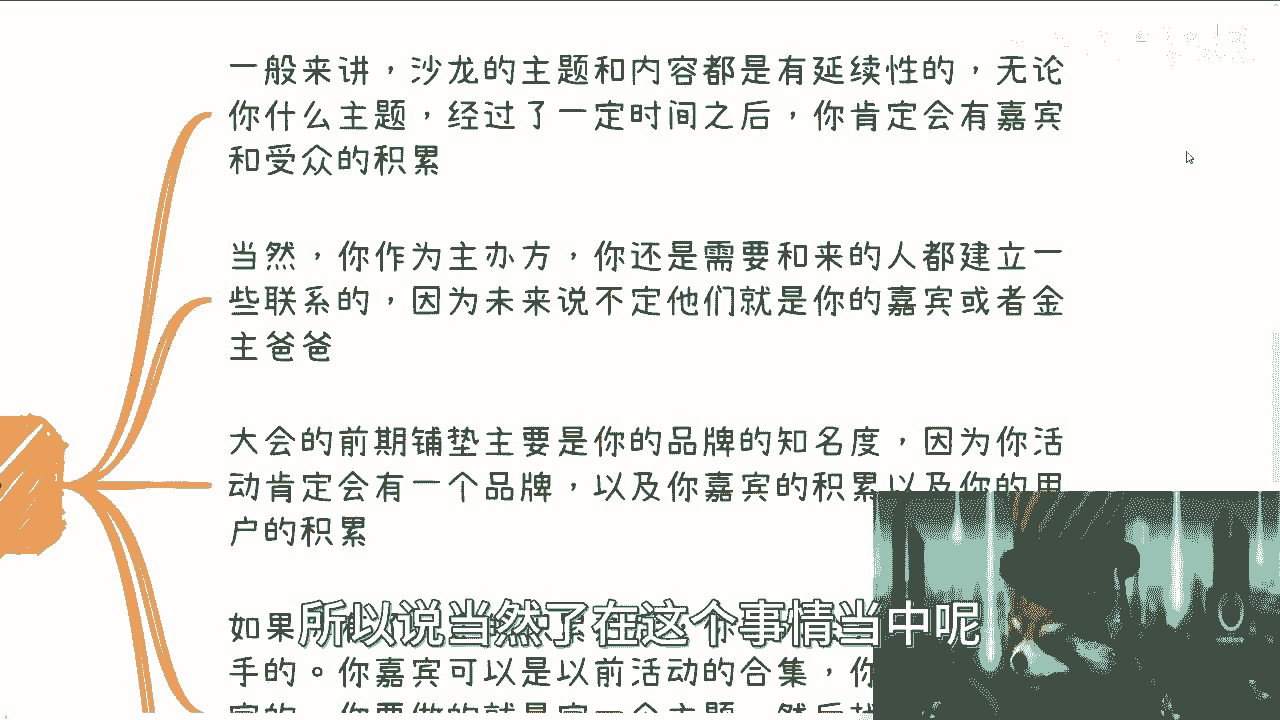 一般来讲，沙龙的主题和内容都是有延续性的，无论
你什么主题，经过了一定时间之后，你肯定会有嘉宾
和受众的积累
当然，你作为主办方，你还是需要和来的人都建立一
些联系的，因为未来说不定他们就是你的嘉宾或者金
主爸爸
大会的前期铺垫主要是你的品牌的知名度，因为你活
动肯定会有一个品牌，以及你嘉宾的积累以及你的用
户的积累
如果
所以说当然了在这个事情当中呢
手的。你嘉宾可以是以前活动的合集，你
定一个主题